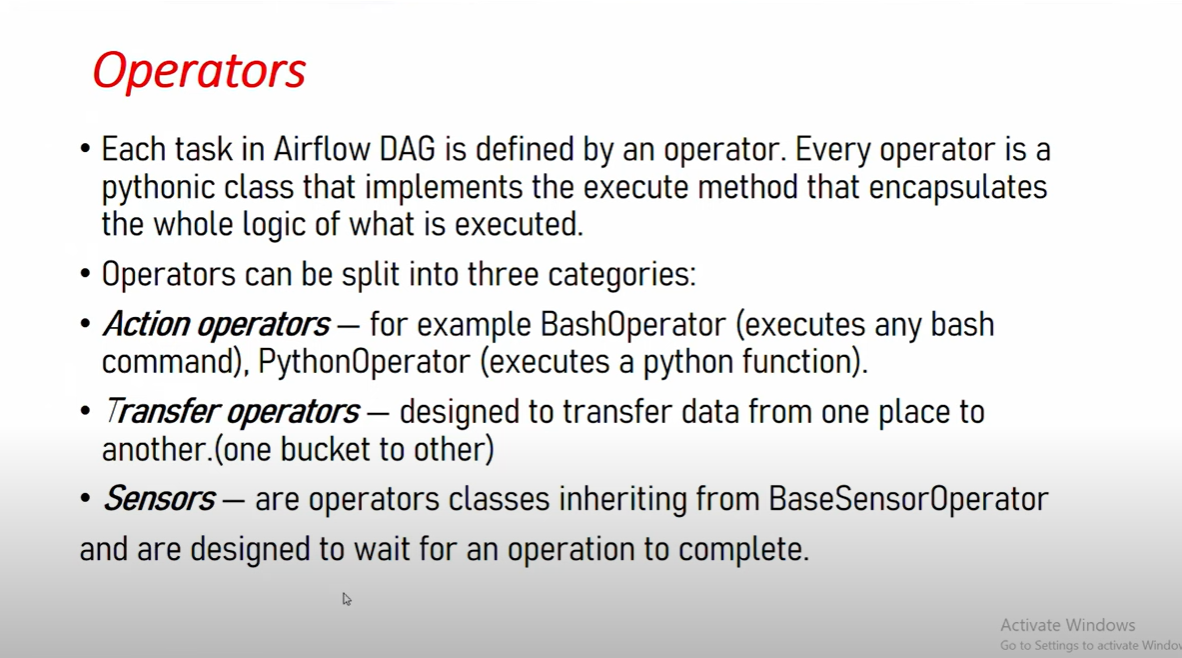 Operators
• Each task in Airflow DAG is defined by an operator. Every operator is a
pythonic class that implements the execute method that encapsulates
the whole logic of what is executed.
• Operators can be split into three categories:
• Action operators — for example BashOperator (executes any bash
command), PythonOperator (executes a python function).
• Transfer operators — designed to transfer data from one place to
another.(one bucket to other)
• Sensors — are operators classes inheriting from BaseSensorOperator
and are designed to wait for an operation to complete.
Activate Windows
Go to Settings to activate Window